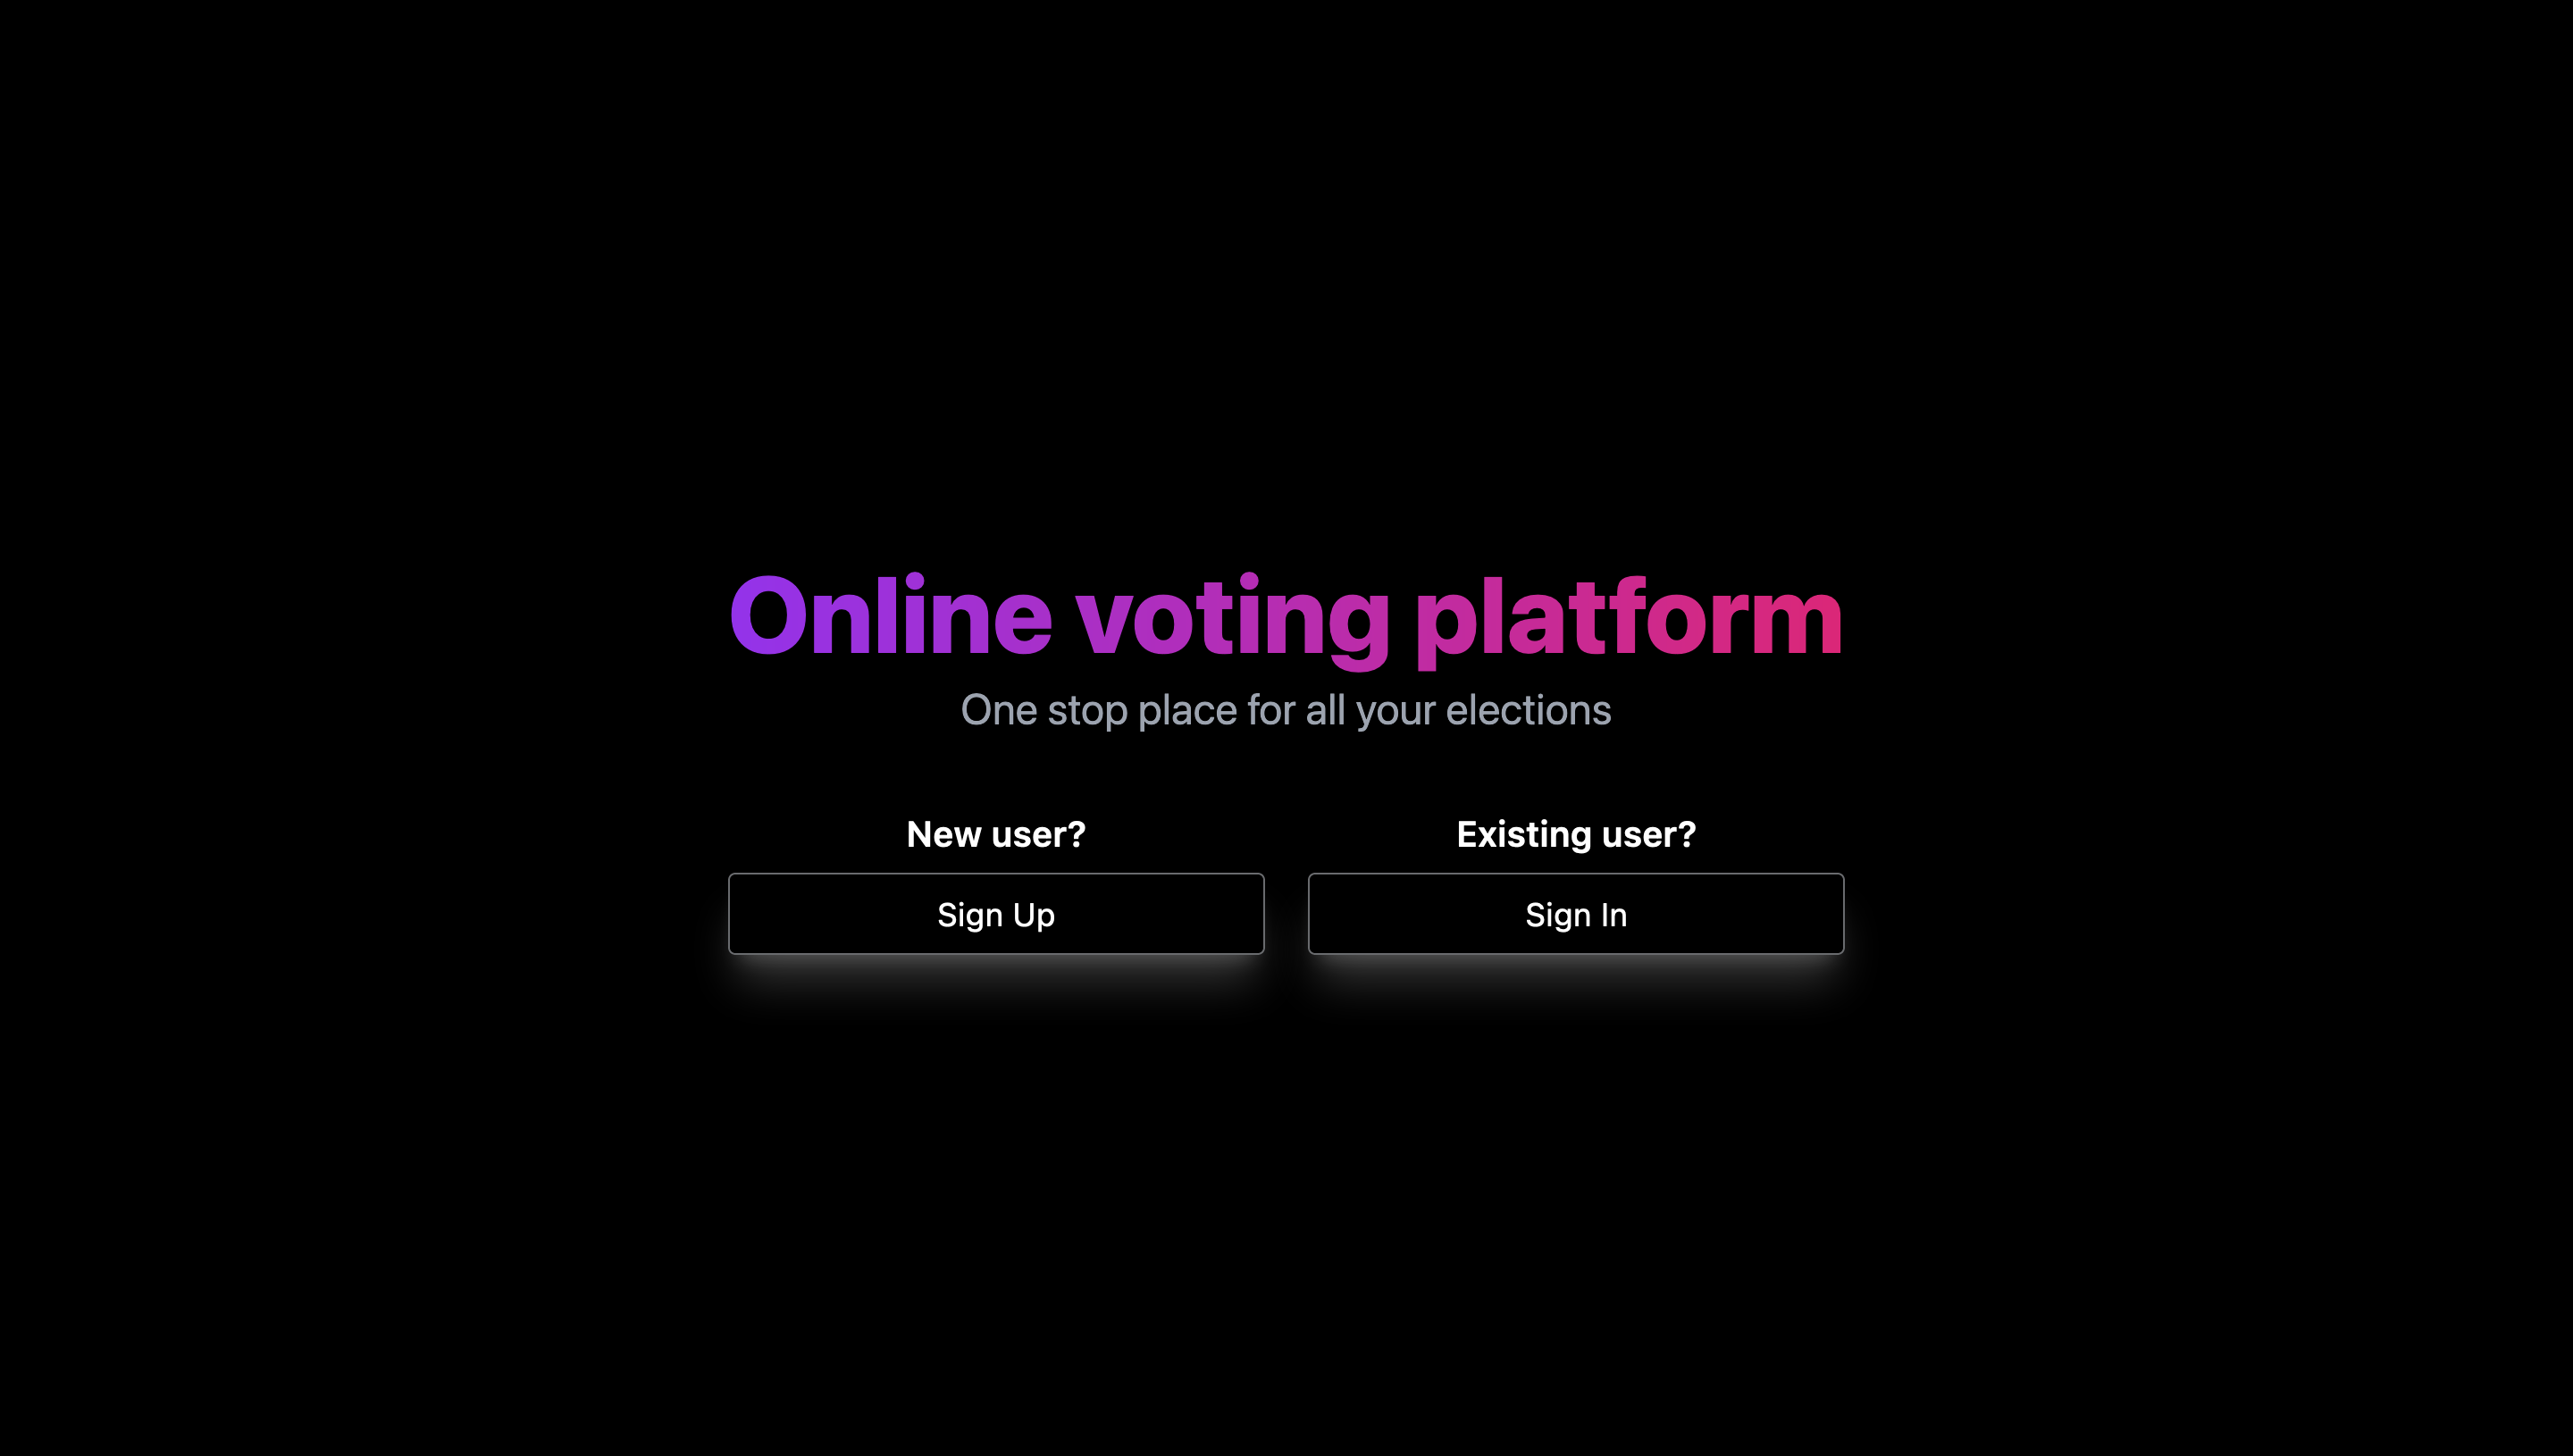 Online voting platform
One stop place for all your elections
New user?
Sign Up
Existing user?
Sign In